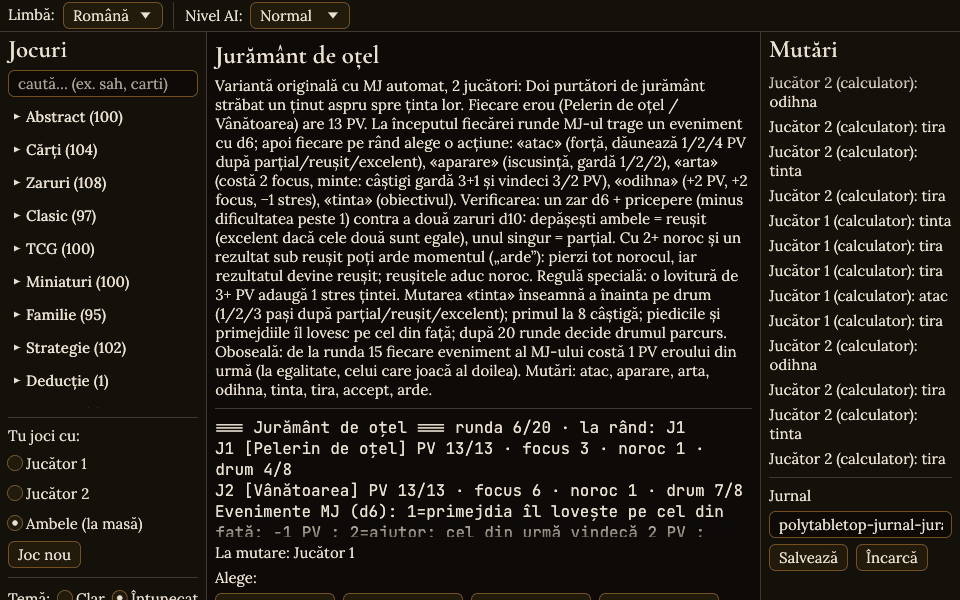 Limbă: Română ▼ Nivel AI: Normal ▼
Jocuri
caută... (ex. sah, carti)
▸ Abstract (100)
▸ Cărți (104)
▸ Zaruri (108)
▸ Clasic (97)
▸ TCG (100)
▸ Miniaturi (100)
▸ Familie (95)
▸ Strategie (102)
▸ Deducție (1)
Tu joci cu:
Jucător 1
Jucător 2
Ambele (la masă)
Joc nou
Temă: Clar Întunecat
Jurământ de oțel
Variantă originală cu MJ automat, 2 jucători: Doi purtători de jurământ
străbat un ținut aspru spre ținta lor. Fiecare erou (Pelerin de oțel /
Vânătoarea) are 13 PV. La începutul fiecărei runde MJ-ul trage un eveniment
cu d6; apoi fiecare pe rând alege o acțiune: «atac» (forță, dăunează 1/2/4 PV
după parțial/reușit/excelent), «aparare» (iscusință, gardă 1/2/2), «arta»
(costă 2 focus, minte: câștigi gardă 3+1 și vindeci 3/2 PV), «odihna» (+2 PV, +2
focus, −1 stres), «tinta» (obiectivul). Verificarea: un zar d6 + pricepere (minus
dificultatea peste 1) contra a două zaruri d10: depășești ambele = reușit
(excelent dacă cele două sunt egale), unul singur = parțial. Cu 2+ noroc și un
rezultat sub reușit poți arde momentul („arde”): pierzi tot norocul, iar
rezultatul devine reușit; reușitele aduc noroc. Regulă specială: o lovitură de
3+ PV adaugă 1 stres țintei. Mutarea «tinta» înseamnă a înainta pe drum
(1/2/3 pași după parțial/reușit/excelent); primul la 8 câștigă; piedicile și
primejdiile îl lovesc pe cel din față; după 20 runde decide drumul parcurs.
Oboseală: de la runda 15 fiecare eveniment al MJ-ului costă 1 PV eroului din
urmă (la egalitate, celui care joacă al doilea). Mutări: atac, aparare, arta,
odihna, tinta, tira, accept, arde.
═══ Jurământ de oțel ═══ runda 6/20 · la rând: J1
J1 [Pelerin de oțel] PV 13/13 · focus 3 · noroc 1 ·
drum 4/8
J2 [Vânătoarea] PV 13/13 · focus 6 · noroc 1 · drum 7/8
Evenimente MJ (d6): 1=primejdia îl lovește pe cel din
față: -1 PV ; 2=ajutor: cel din urmă vindecă 2 PV ;
La mutare: Jucător 1
Alege:
Mutări
Jucător 2 (calculator):
odihna
Jucător 2 (calculator): tira
Jucător 2 (calculator):
tinta
Jucător 2 (calculator): tira
Jucător 1 (calculator): tinta
Jucător 1 (calculator): tira
Jucător 1 (calculator): tira
Jucător 1 (calculator): atac
Jucător 1 (calculator): tira
Jucător 2 (calculator):
odihna
Jucător 2 (calculator): tira
Jucător 2 (calculator):
tinta
Jucător 2 (calculator): tira
Jurnal
polytabletop-jurnal-jura
Salvează Încarcă